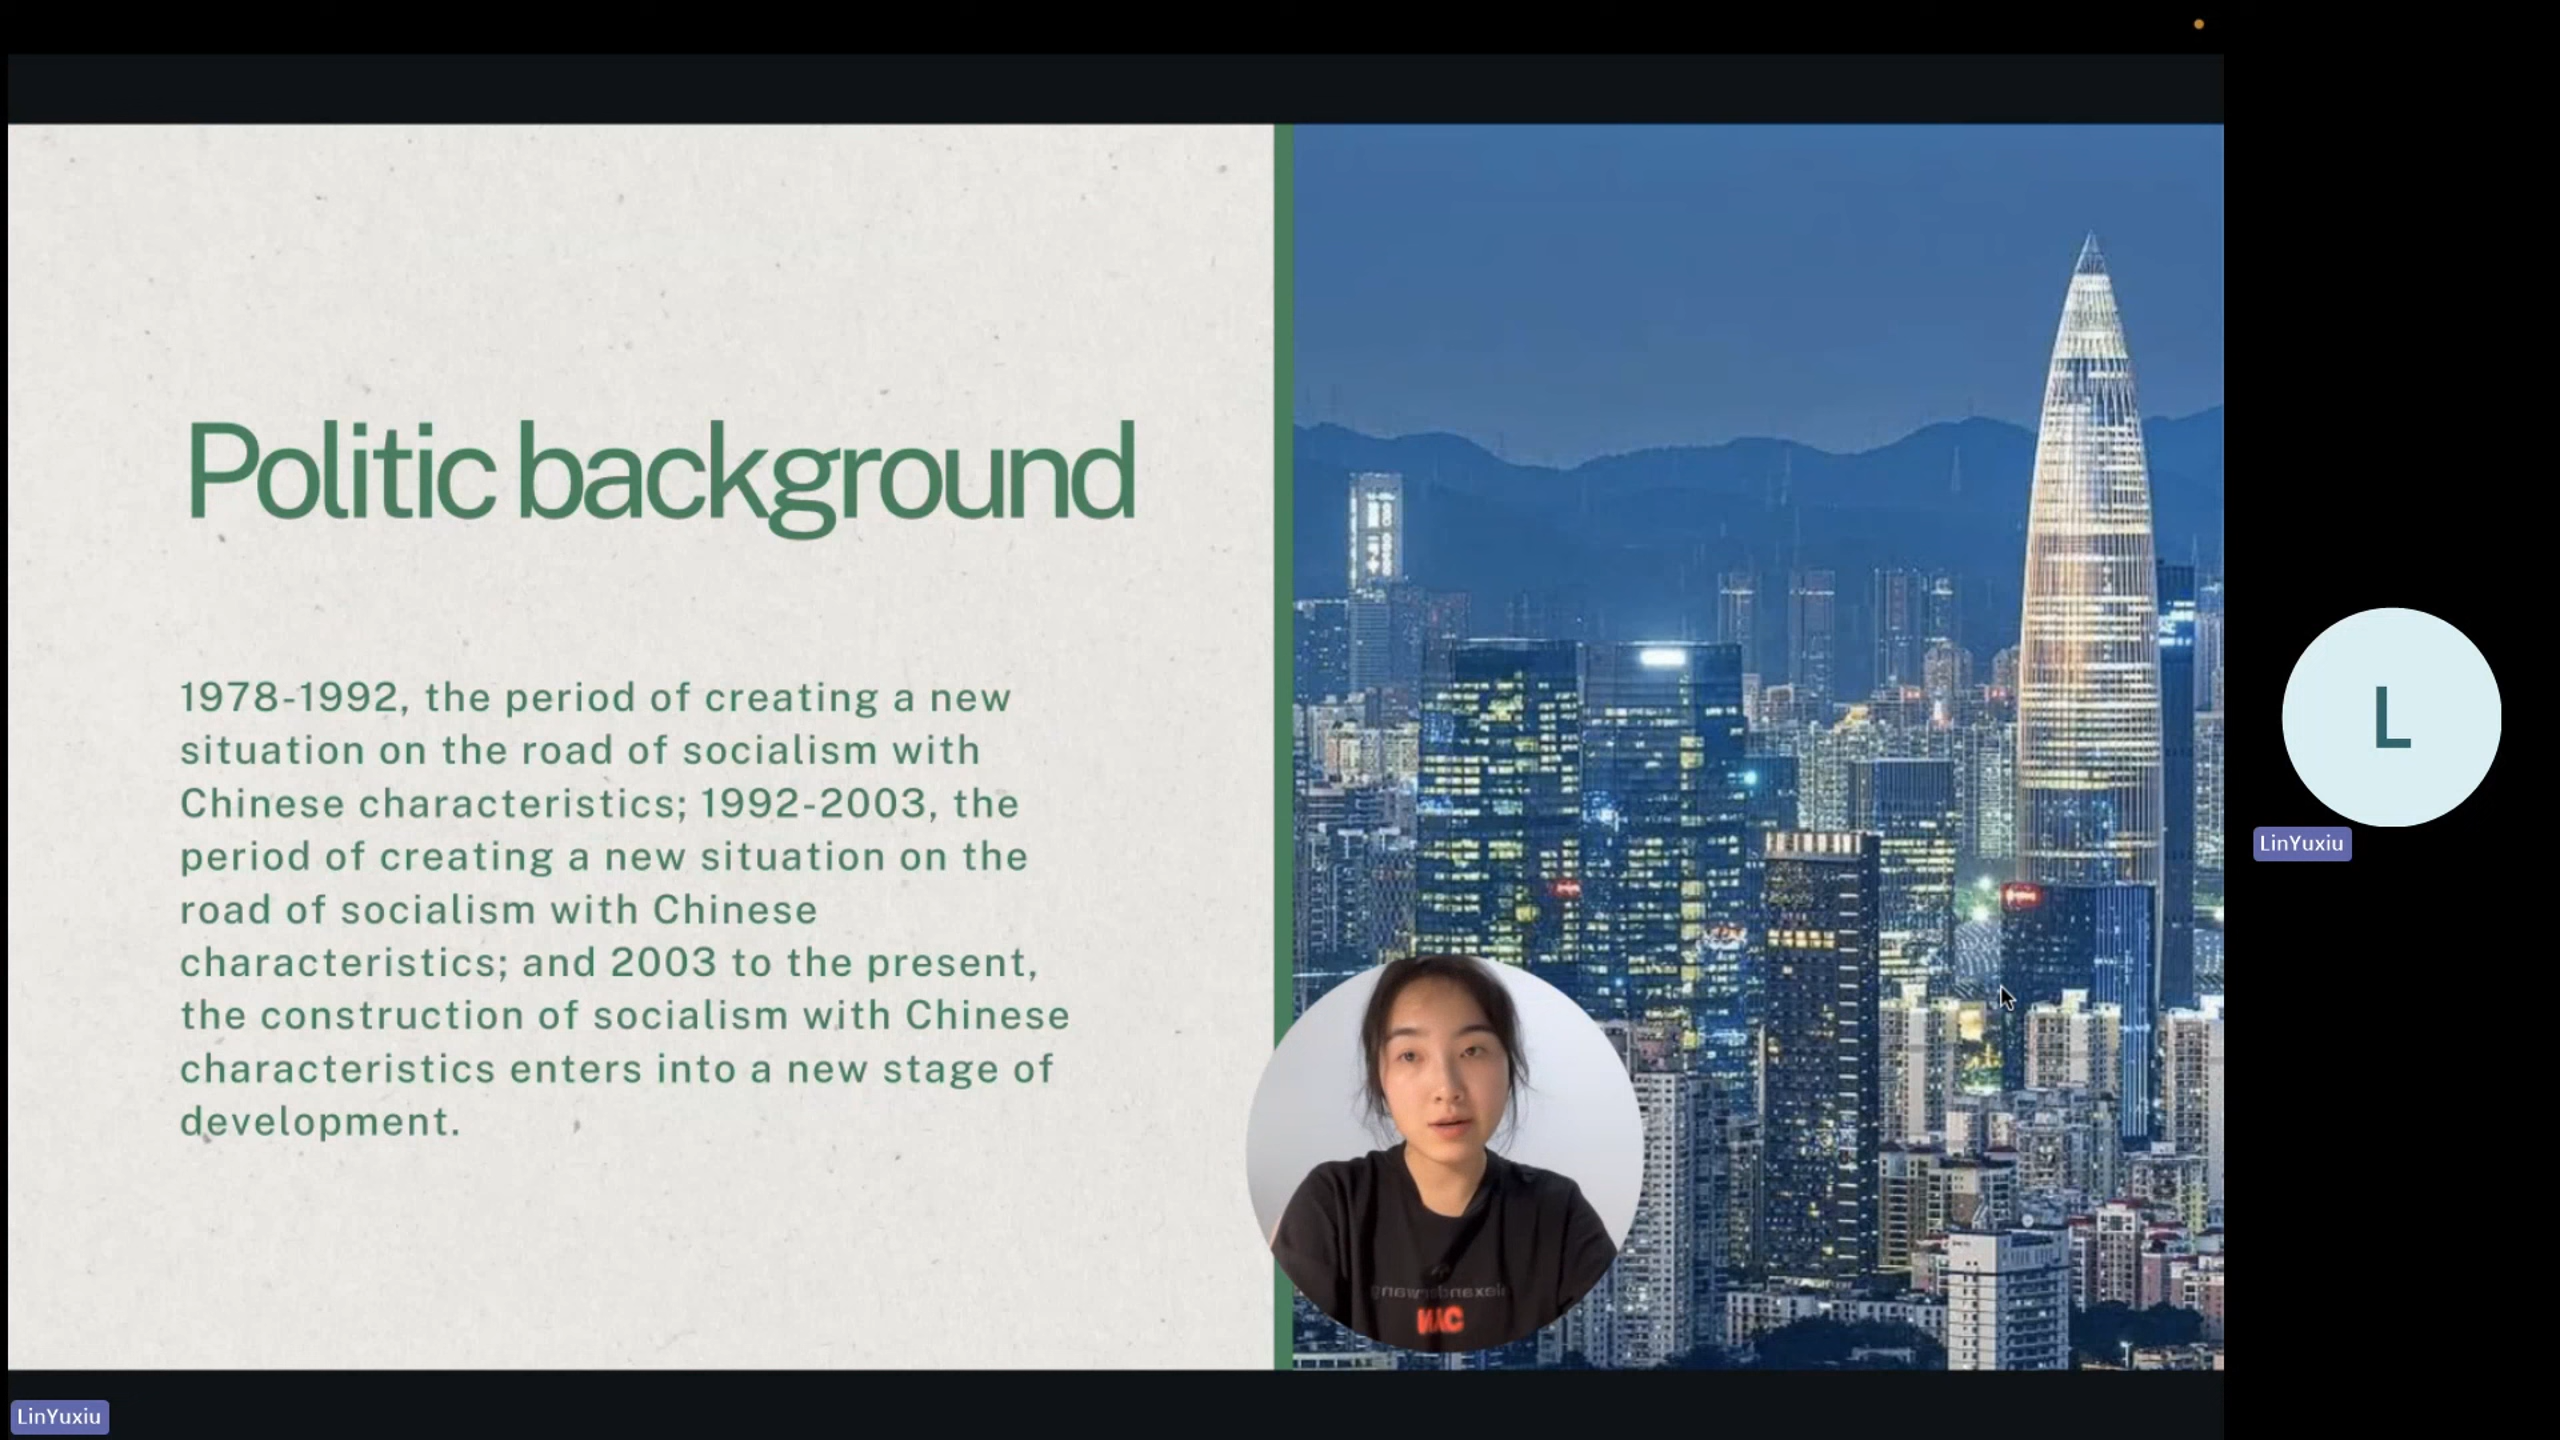 Politic background
1978-1992, the period of creating a new
situation on the road of socialism with
Chinese characteristics; 1992-2003, the
period of creating a new situation on the
road of socialism with Chinese
characteristics; and 2003 to the present,
the construction of socialism with Chinese
characteristics enters into a new stage of
development.
L
LinYuxiu
LinYuxiu